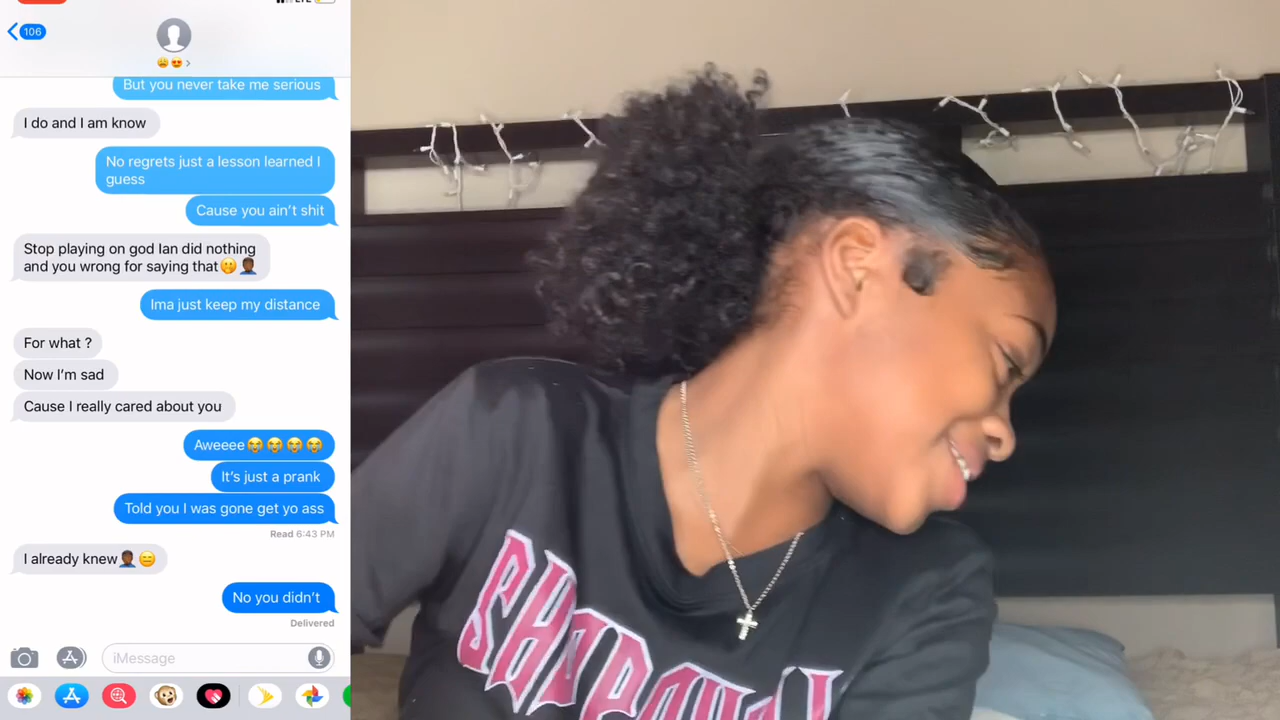 LTE
106
😩😍 >
But you never take me serious
I do and I am know
No regrets just a lesson learned I
guess
Cause you ain't shit
Stop playing on god Ian did nothing
and you wrong for saying that🤭🤦🏾‍♂️
Ima just keep my distance
For what ?
Now I'm sad
Cause I really cared about you
Aweeee😭😭😭😭
It's just a prank
Told you I was gone get yo ass
Read 6:43 PM
I already knew🤦🏾‍♂️😑
No you didn't
Delivered
iMessage